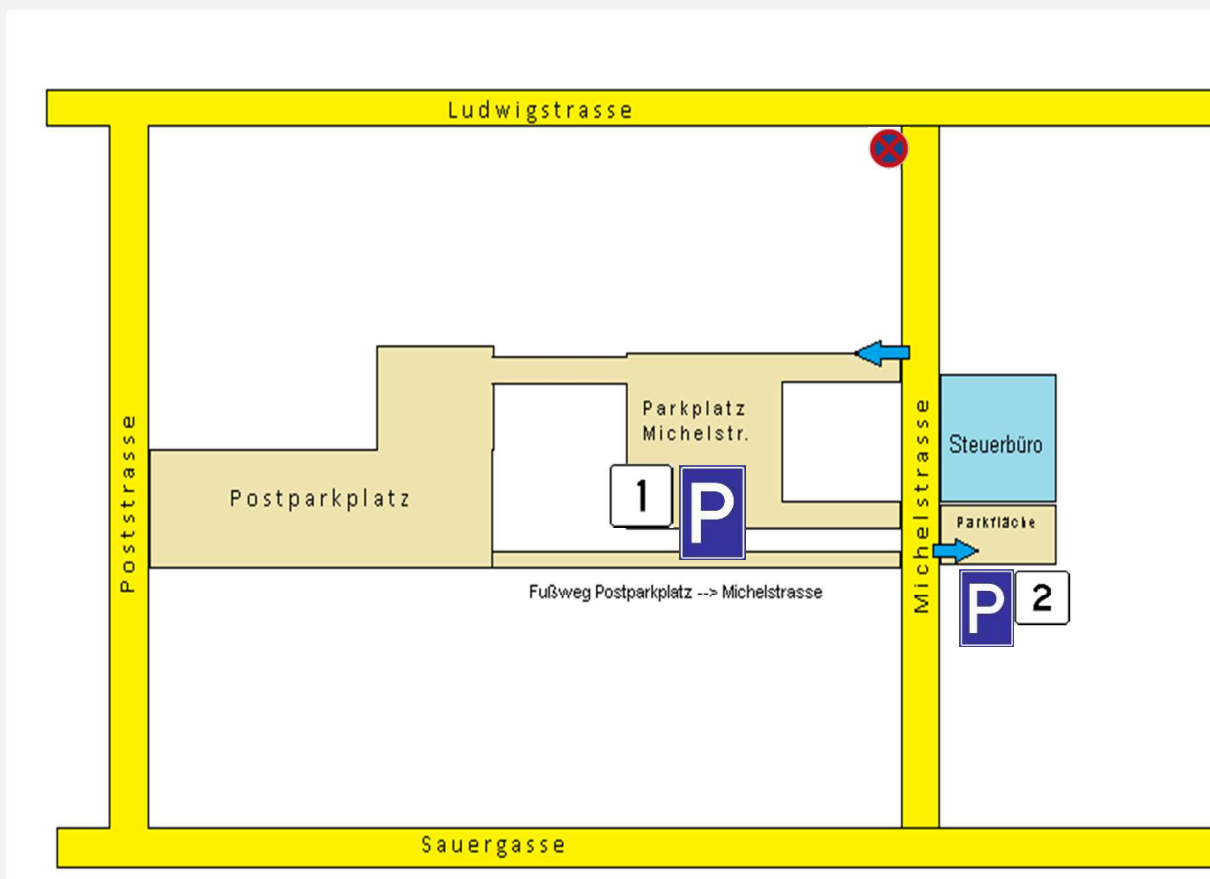 Ludwigstrasse
Poststrasse
Postparkplatz
Parkplatz
Michelstr.
1
P
Michelstrasse
Steuerbüro
Parkfläche
P
2
Fußweg Postparkplatz --> Michelstrasse
Sauergasse